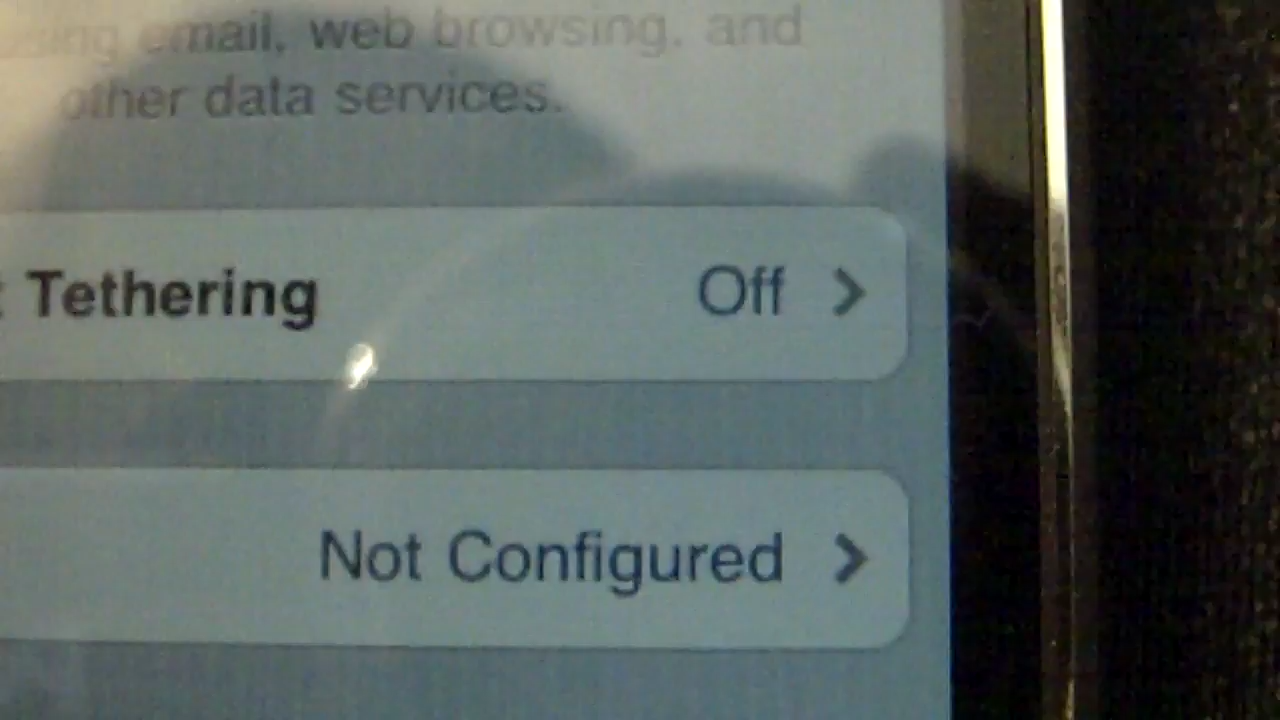 email, web browsing, and
other data services.
Tethering Off
Not Configured